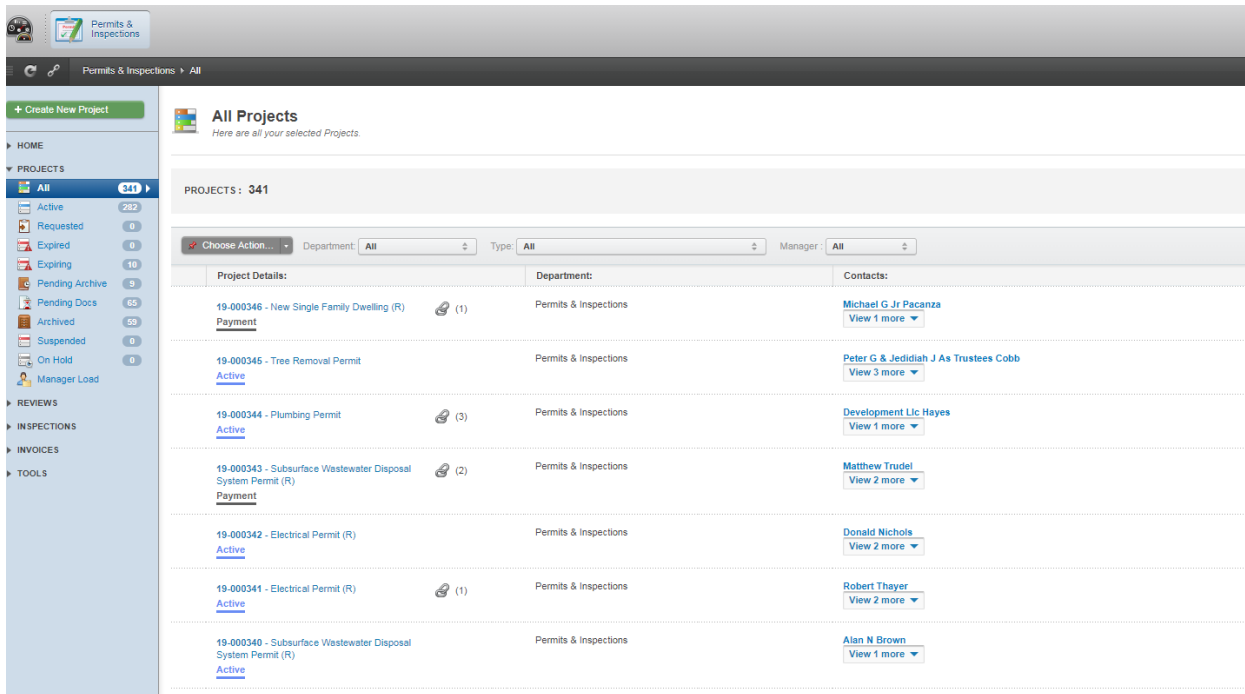 Permits &
Inspections
Permits & Inspections All
+ Create New Project
HOME
PROJECTS
All 341
Active 282
Requested 0
Expired 0
Expiring 10
Pending Archive 9
Pending Docs 65
Archived 59
Suspended 0
On Hold 0
Manager Load
REVIEWS
INSPECTIONS
INVOICES
TOOLS
All Projects
Here are all your selected Projects.
PROJECTS: 341
Choose Action... Department: All Type: All Manager : All
Project Details: Department: Contacts:
19-000346 - New Single Family Dwelling (R) (1) Permits & Inspections Michael G Jr Pacanza
Payment View 1 more
19-000345 - Tree Removal Permit Permits & Inspections Peter G & Jedidiah J As Trustees Cobb
Active View 3 more
19-000344 - Plumbing Permit (3) Permits & Inspections Development Llc Hayes
Active View 1 more
19-000343 - Subsurface Wastewater Disposal (2) Permits & Inspections Matthew Trudel
System Permit (R) View 2 more
Payment
19-000342 - Electrical Permit (R) Permits & Inspections Donald Nichols
Active View 2 more
19-000341 - Electrical Permit (R) (1) Permits & Inspections Robert Thayer
Active View 2 more
19-000340 - Subsurface Wastewater Disposal Permits & Inspections Alan N Brown
System Permit (R) View 1 more
Active